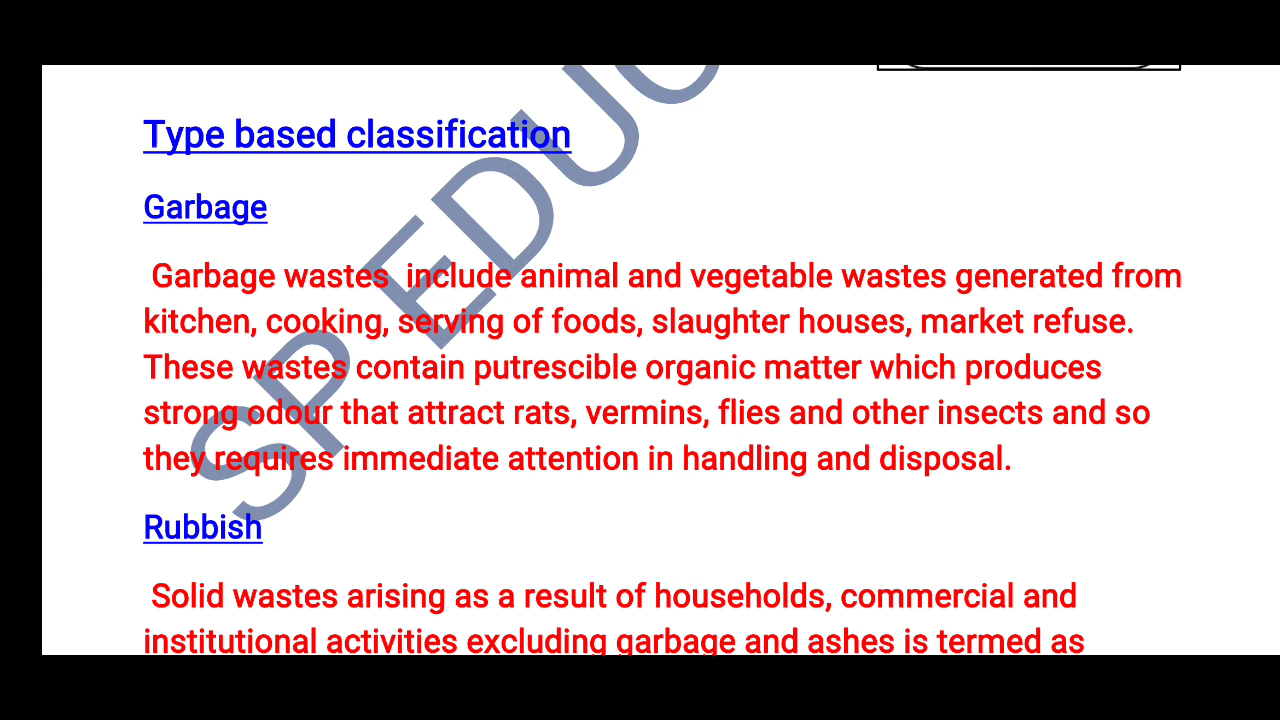 Type based classification
Garbage
Garbage wastes include animal and vegetable wastes generated from
kitchen, cooking, serving of foods, slaughter houses, market refuse.
These wastes contain putrescible organic matter which produces
strong odour that attract rats, vermins, flies and other insects and so
they requires immediate attention in handling and disposal.
Rubbish
Solid wastes arising as a result of households, commercial and
institutional activities excluding garbage and ashes is termed as
SP EDUC